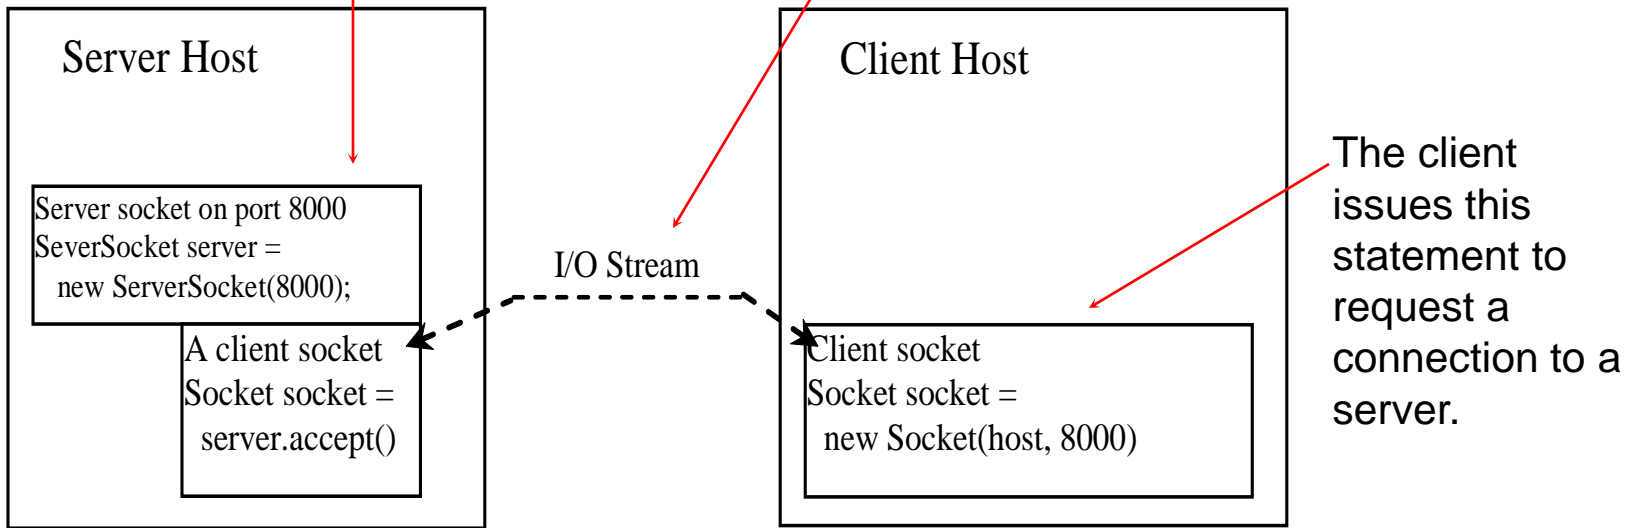 Server Host
Server socket on port 8000
SeverSocket server =
new ServerSocket(8000);
A client socket
Socket socket =
server.accept()
I/O Stream
Client Host
Client socket
Socket socket =
new Socket(host, 8000)
The client
issues this
statement to
request a
connection to a
server.